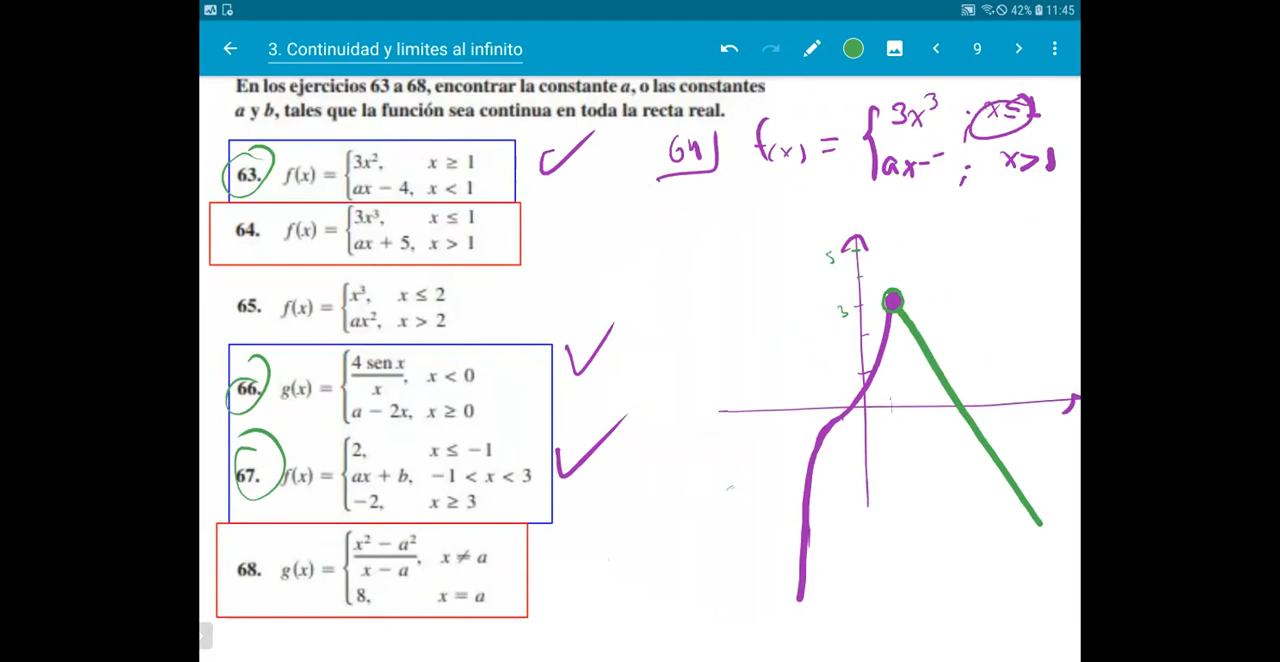 42% 11:45
3. Continuidad y limites al infinito
9
En los ejercicios 63 a 68, encontrar la constante a, o las constantes
a y b, tales que la función sea continua en toda la recta real.
63. f(x) = { 3x², x ≥ 1
ax − 4, x < 1
64. f(x) = { 3x³, x ≤ 1
ax + 5, x > 1
65. f(x) = { x³, x ≤ 2
ax², x > 2
66. g(x) = { 4 sen x / x, x < 0
a − 2x, x ≥ 0
67. f(x) = { 2, x ≤ −1
ax + b, −1 < x < 3
−2, x ≥ 3
68. g(x) = { x² − a² / x − a, x ≠ a
8, x = a
64] f(x) = { 3x³ ; x ≤ 1
ax- ; x > 1
5
3